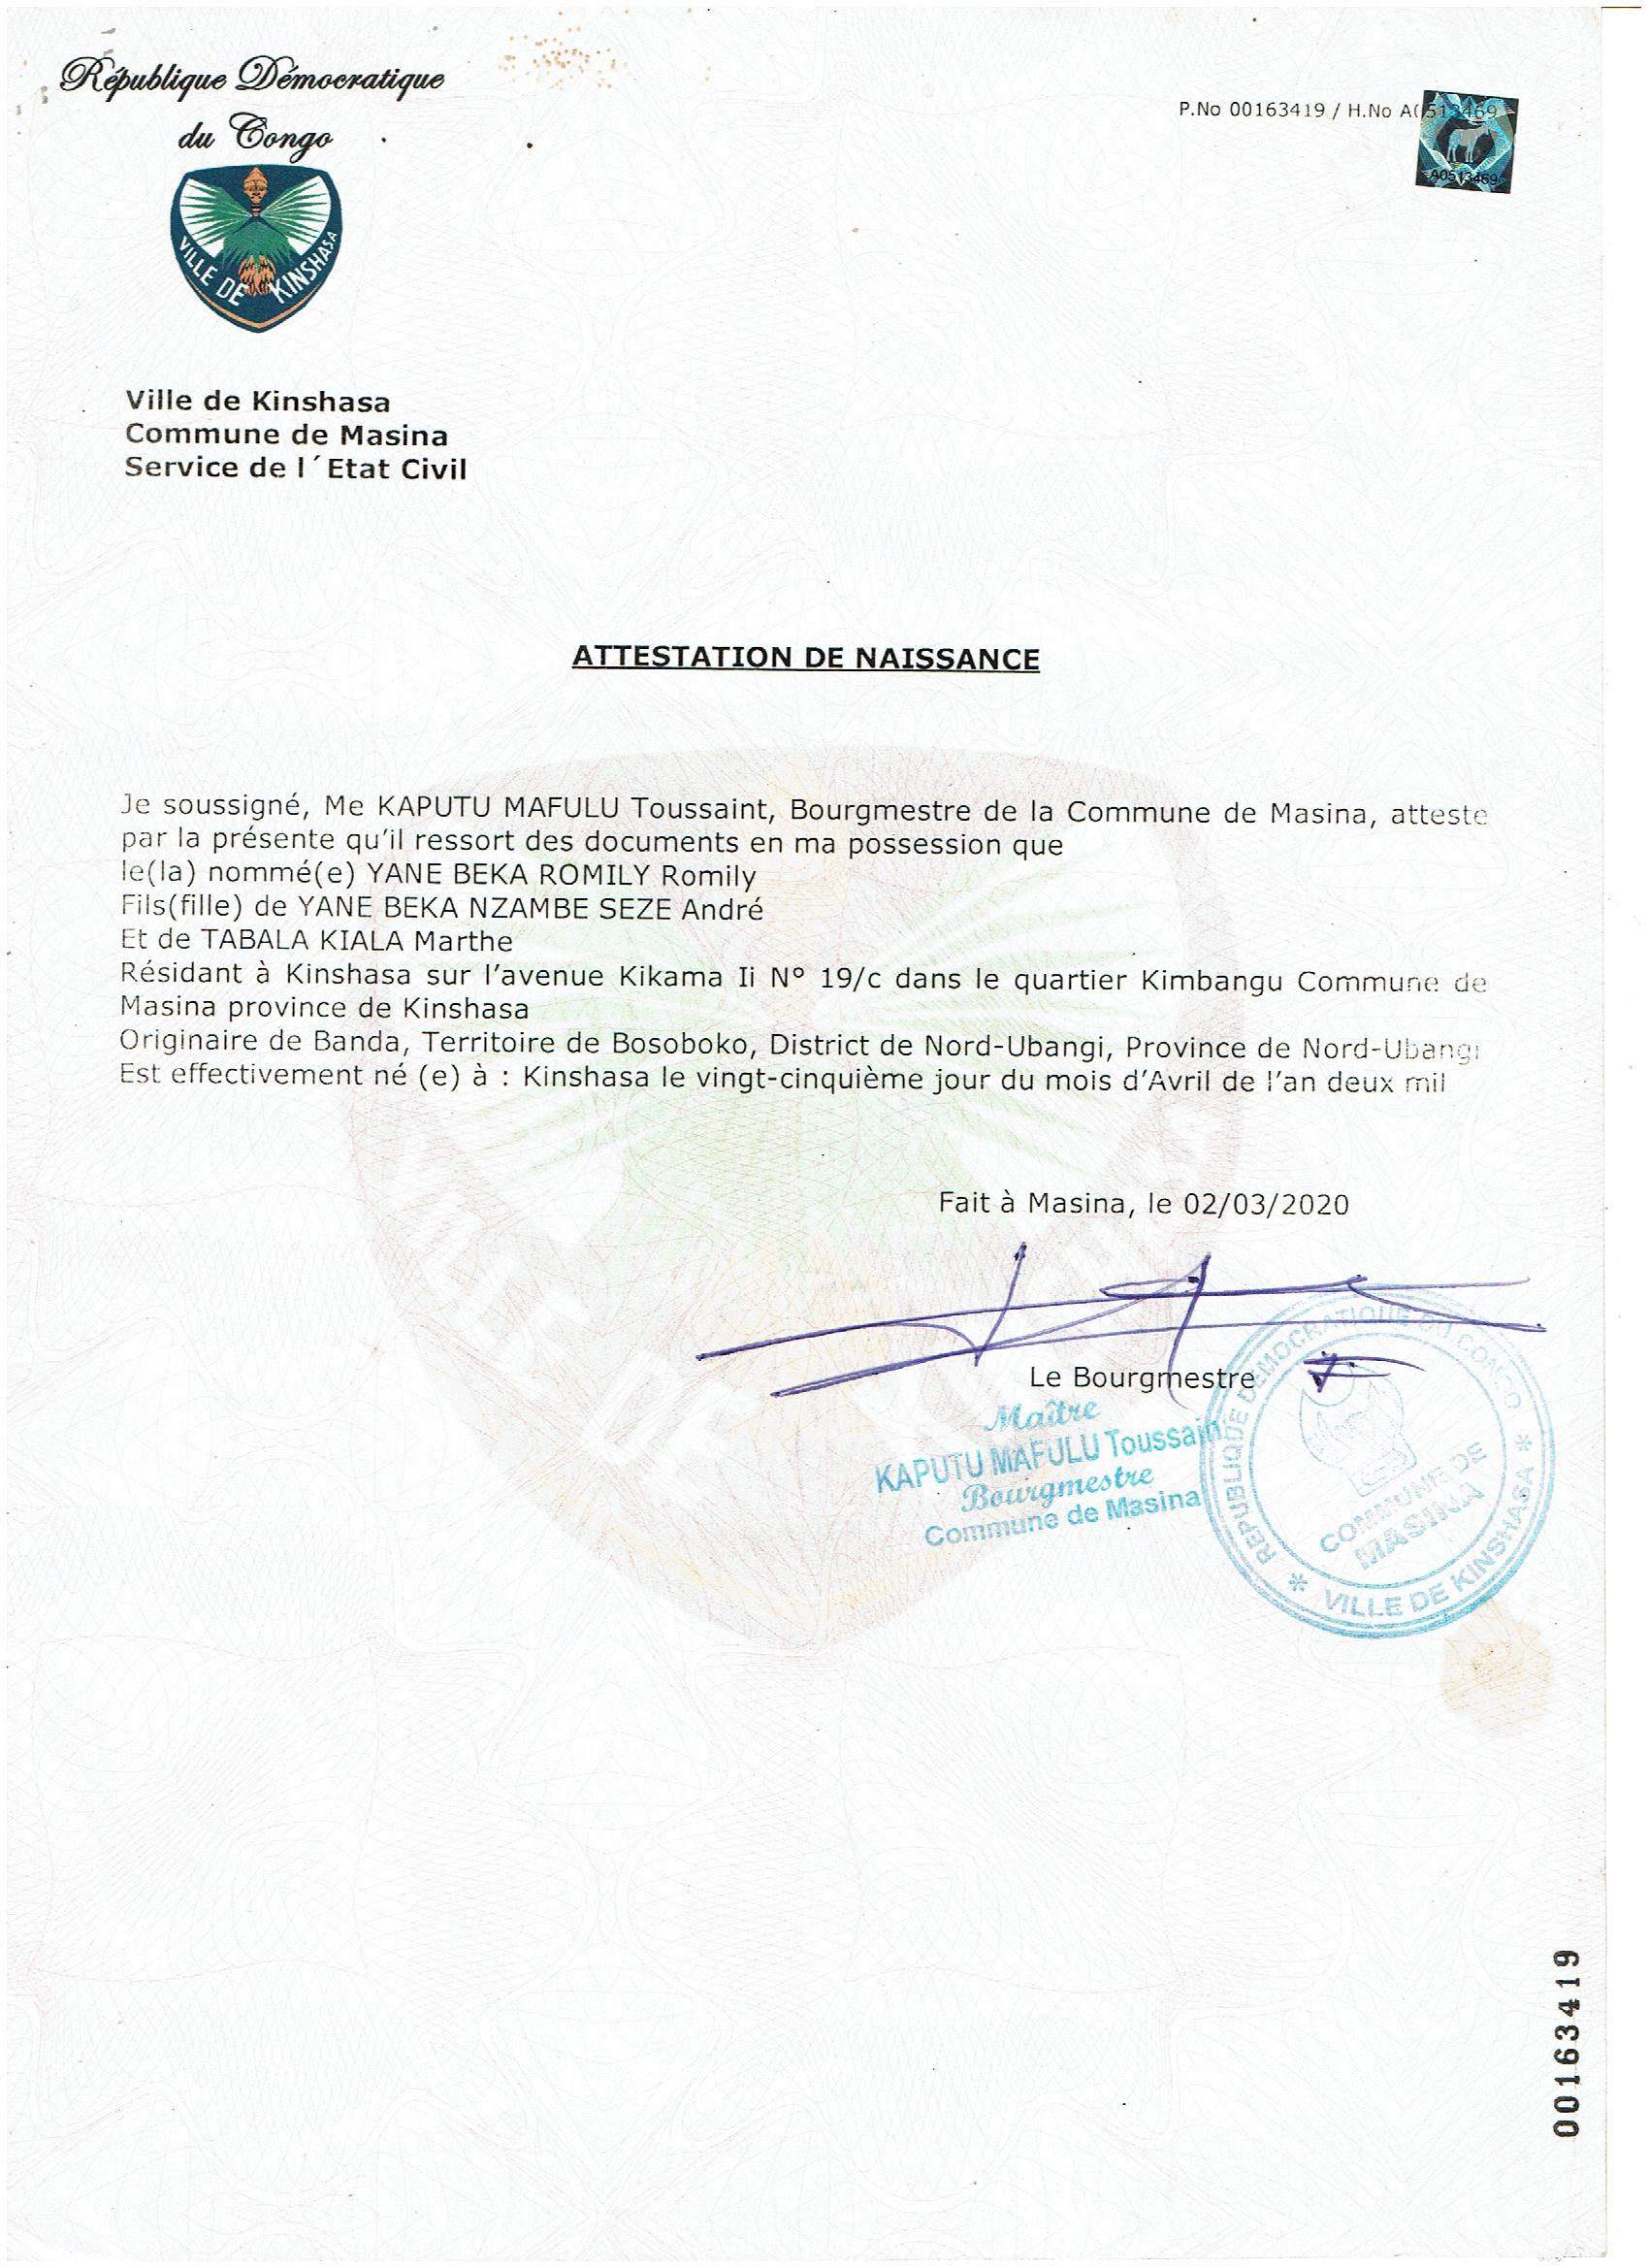 République Démocratique
du Congo
VILLE DE KINSHASA
P.No 00163419 / H.No A0513469
A0513469
Ville de Kinshasa
Commune de Masina
Service de l´Etat Civil
ATTESTATION DE NAISSANCE
Je soussigné, Me KAPUTU MAFULU Toussaint, Bourgmestre de la Commune de Masina, atteste
par la présente qu'il ressort des documents en ma possession que
le(la) nommé(e) YANE BEKA ROMILY Romily
Fils(fille) de YANE BEKA NZAMBE SEZE André
Et de TABALA KIALA Marthe
Résidant à Kinshasa sur l'avenue Kikama Ii N° 19/c dans le quartier Kimbangu Commune de
Masina province de Kinshasa
Originaire de Banda, Territoire de Bosoboko, District de Nord-Ubangi, Province de Nord-Ubangi
Est effectivement né (e) à : Kinshasa le vingt-cinquième jour du mois d'Avril de l'an deux mil
Fait à Masina, le 02/03/2020
Le Bourgmestre
Maître
KAPUTU MAFULU Toussain
Bourgmestre
Commune de Masina
REPUBLIQUE DEMOCRATIQUE DU CONGO
COMMUNE DE
MASINA
* VILLE DE KINSHASA *
00163419